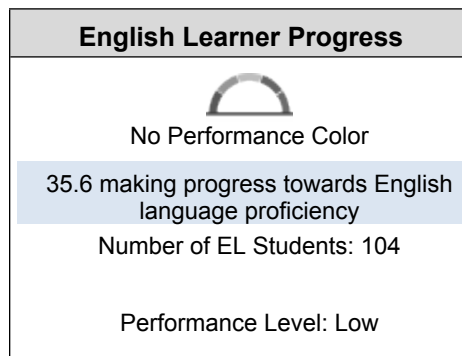 English Learner Progress
No Performance Color
35.6 making progress towards English
language proficiency
Number of EL Students: 104
Performance Level: Low